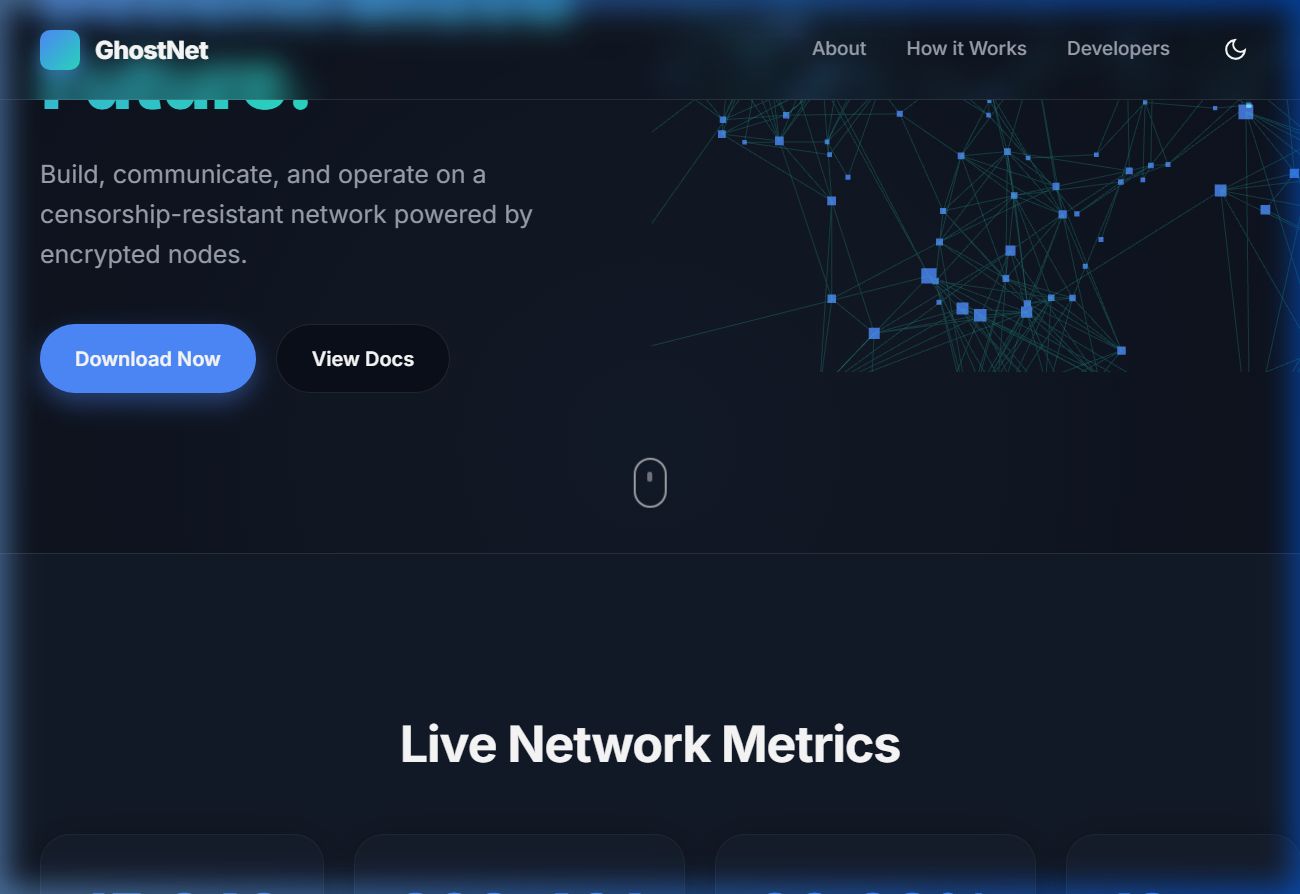 GhostNet
About
How it Works
Developers
Future.
Build, communicate, and operate on a
censorship-resistant network powered by
encrypted nodes.
Download Now
View Docs
Live Network Metrics